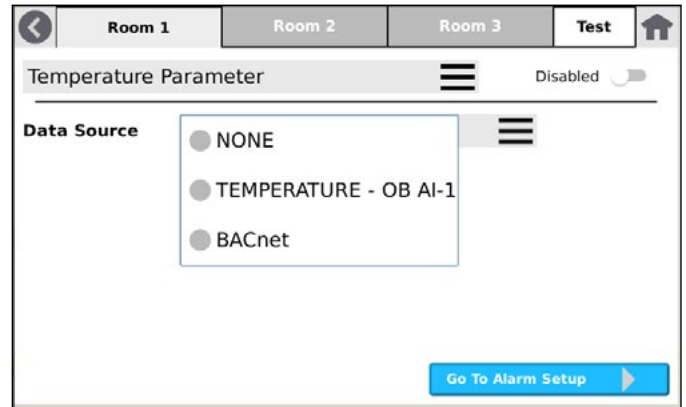 Room 1 Room 2 Room 3 Test
Temperature Parameter Disabled
Data Source
NONE
TEMPERATURE - OB AI-1
BACnet
Go To Alarm Setup